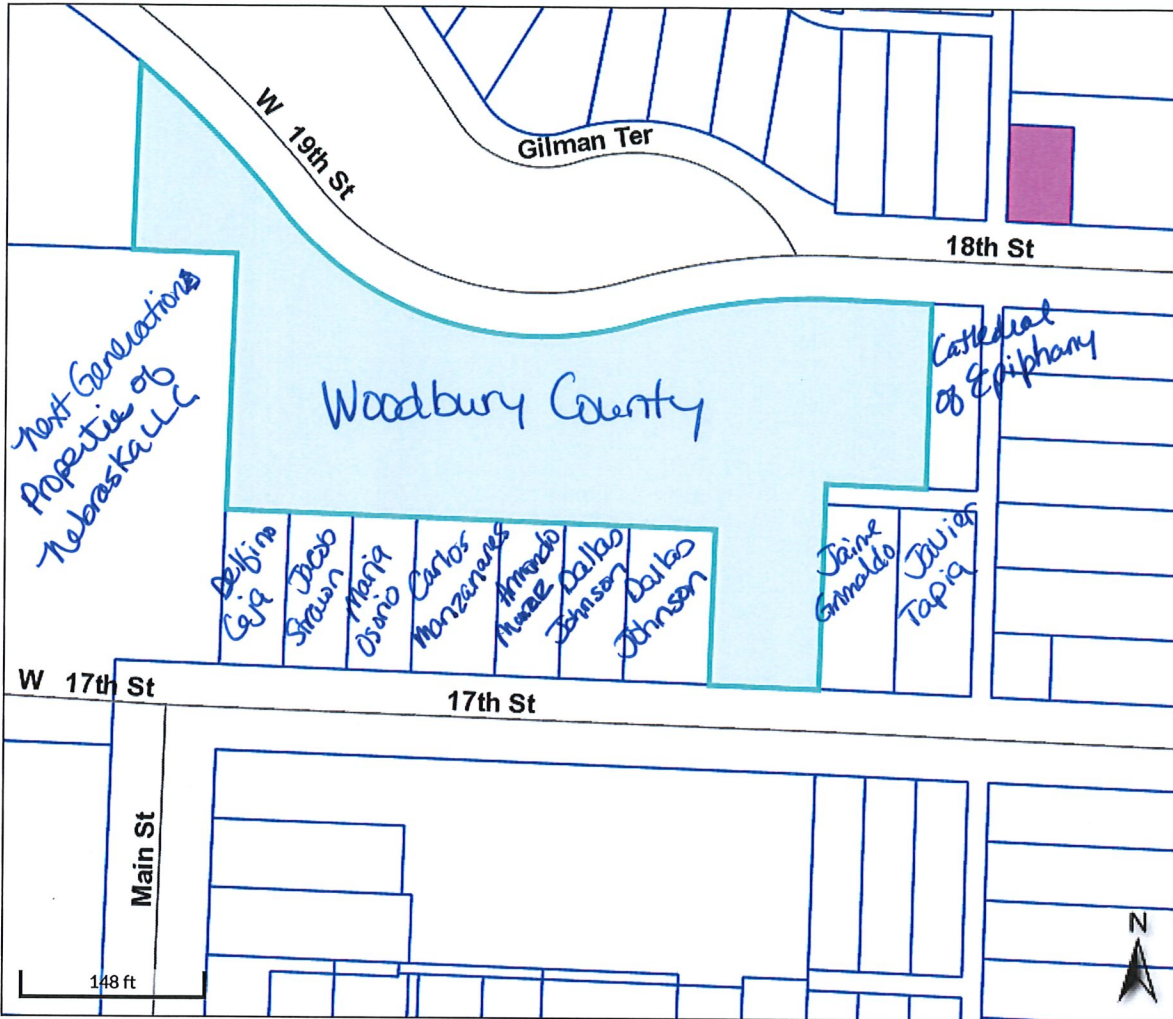 W 19th St
Gilman Ter
18th St
Next Generations
Properties of
Nebraska LLC
Woodbury County
Cathedral
of Epiphany
Delfino
Ceja
Jacob
Strawn
Maria
Osorio
Carlos
Manzanares
Armando
Dallas
Johnson
Dallas
Johnson
Jaime
Grimaldo
Javier
Tapia
W 17th St
17th St
Main St
148 ft
N